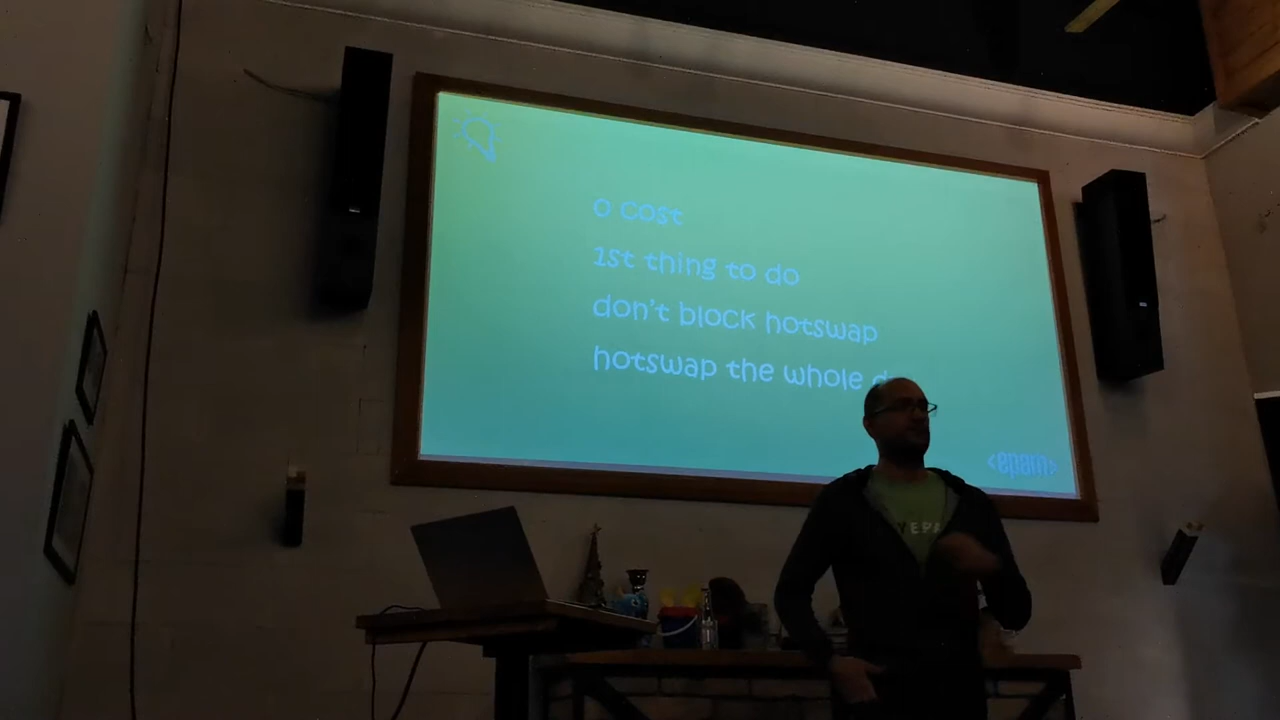 0 cost
1st thing to do
don't block hotswap
hotswap the whole
<epam>